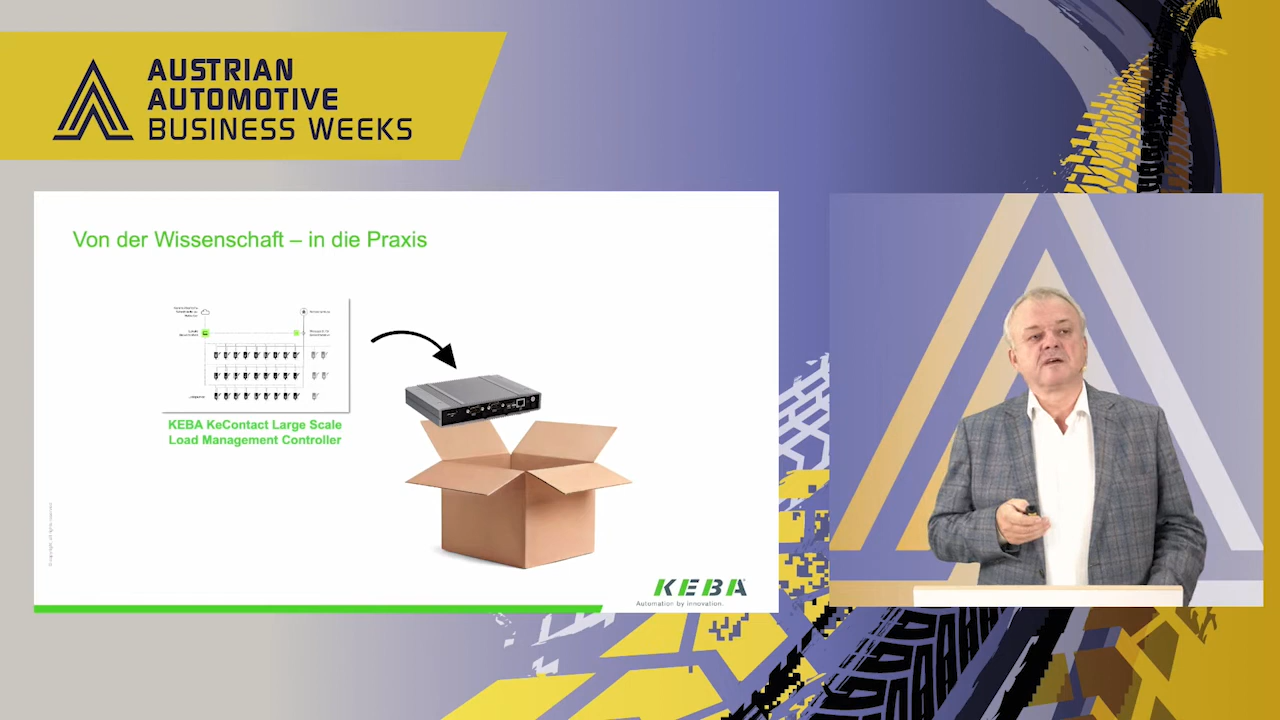 AUSTRIAN
AUTOMOTIVE
BUSINESS WEEKS
Von der Wissenschaft – in die Praxis
KEBA KeContact Large Scale
Load Management Controller
KEBA
Automation by innovation.